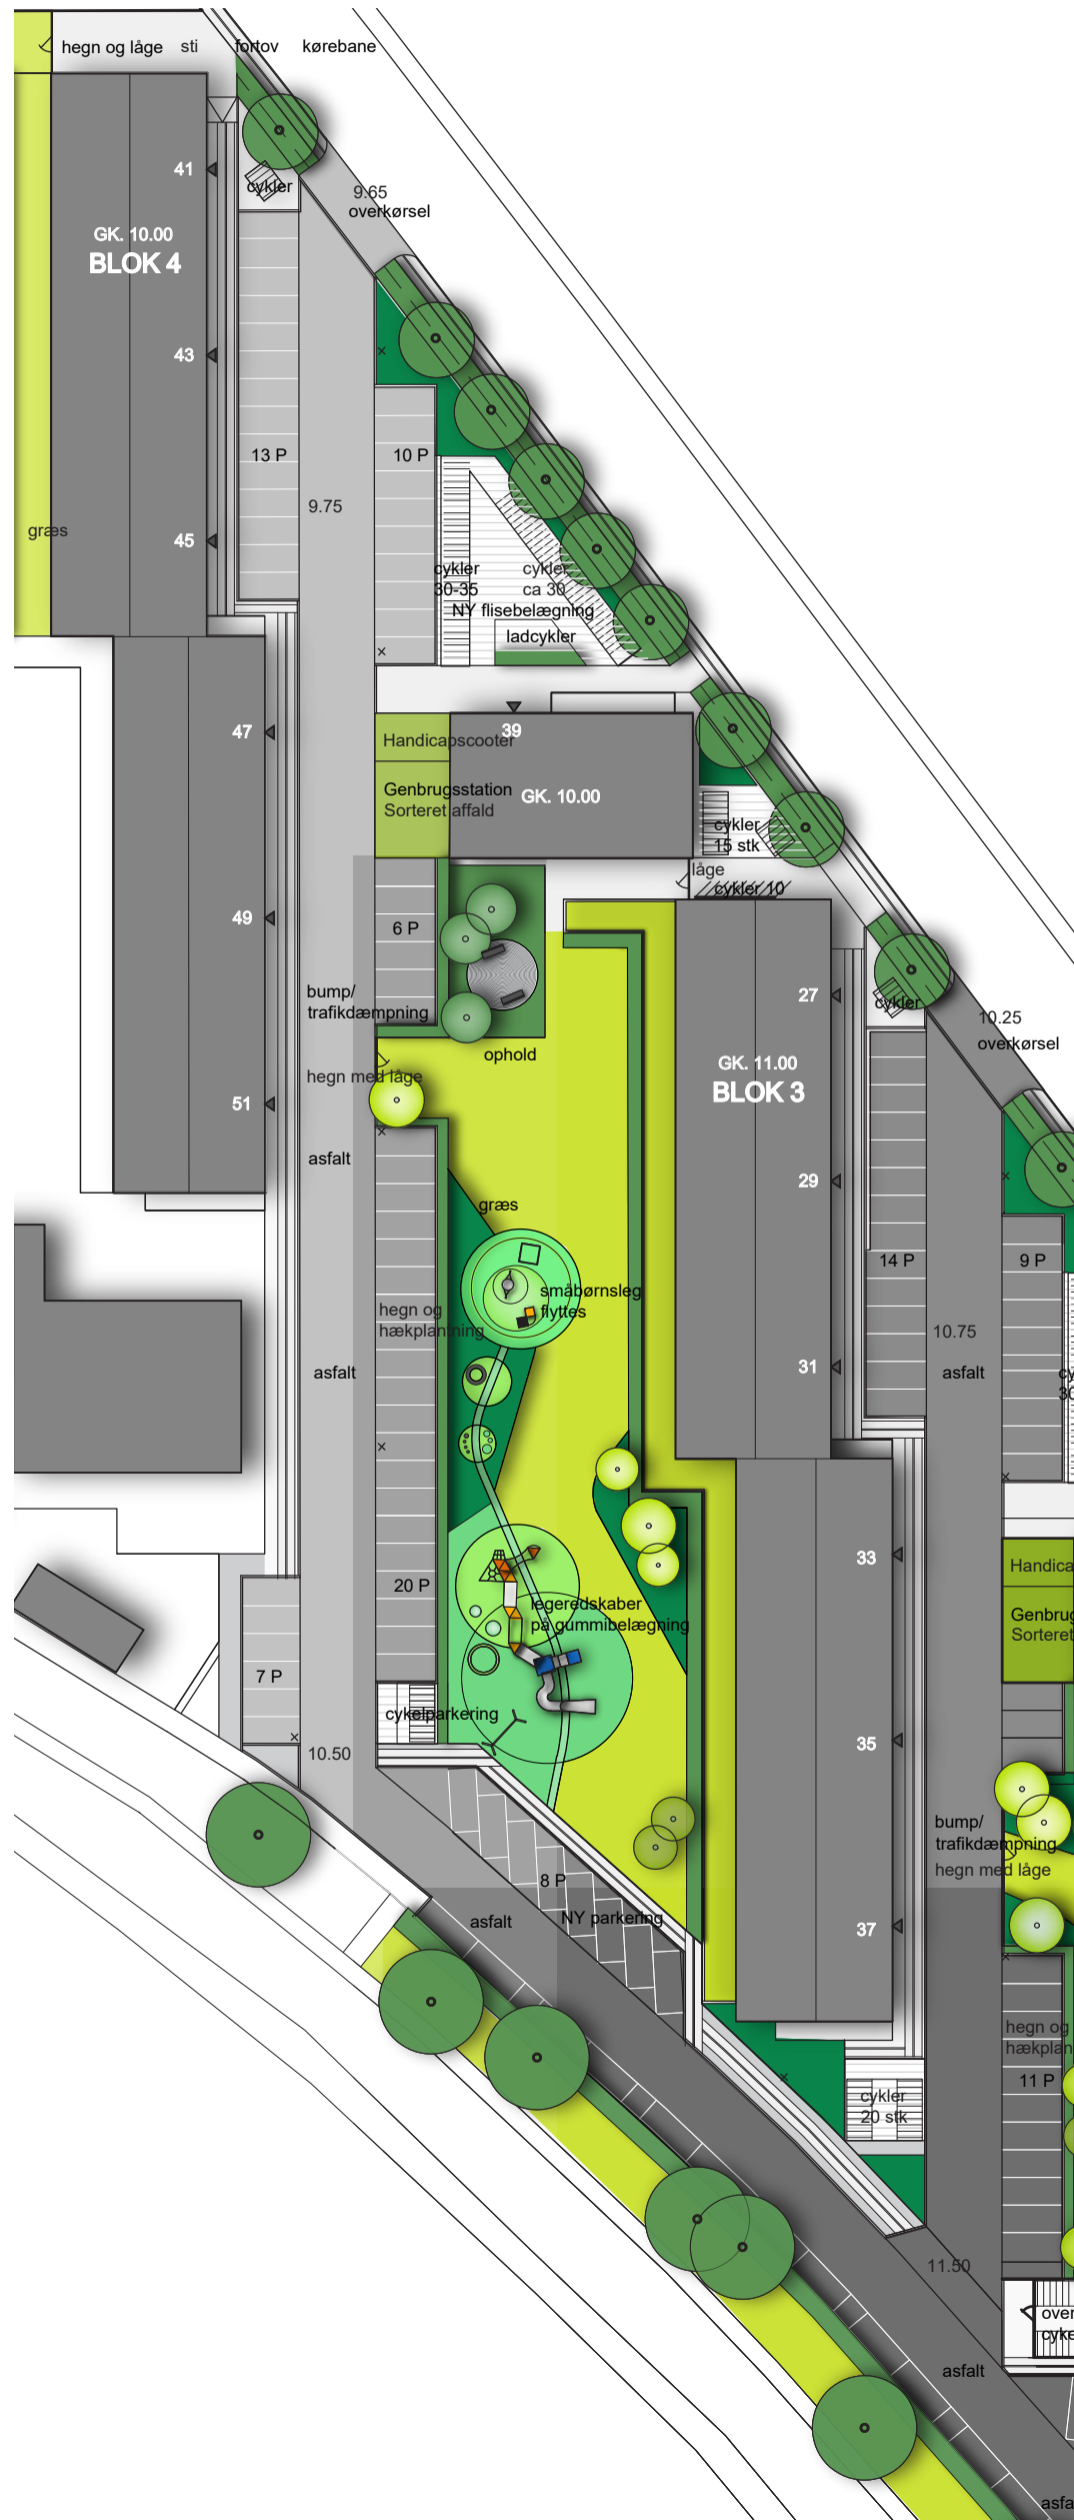 hegn og låge
sti
fortov
kørebane
41
cykler
9.65
overkørsel
GK. 10.00
BLOK 4
43
13 P
10 P
9.75
græs
45
cykler
30-35
cykler
ca 30
NY flisebelægning
ladcykler
47
39
Handicapscooter
Genbrugsstation
Sorteret affald
GK. 10.00
cykler
15 stk
låge
cykler 10
49
6 P
27
cykler
bump/
trafikdæmpning
10.25
overkørsel
ophold
GK. 11.00
BLOK 3
hegn med låge
51
asfalt
29
græs
14 P
9 P
småbørnsleg
flyttes
hegn og
hækplantning
10.75
asfalt
31
asfalt
33
20 P
legeredskaber
på gummibelægning
Handica
Genbrug
Sorteret
7 P
cykelparkering
10.50
35
bump/
trafikdæmpning
hegn med låge
8 P
asfalt
NY parkering
37
hegn og
hækplan
11 P
cykler
20 stk
11.50
over
cyke
asfalt
asfa